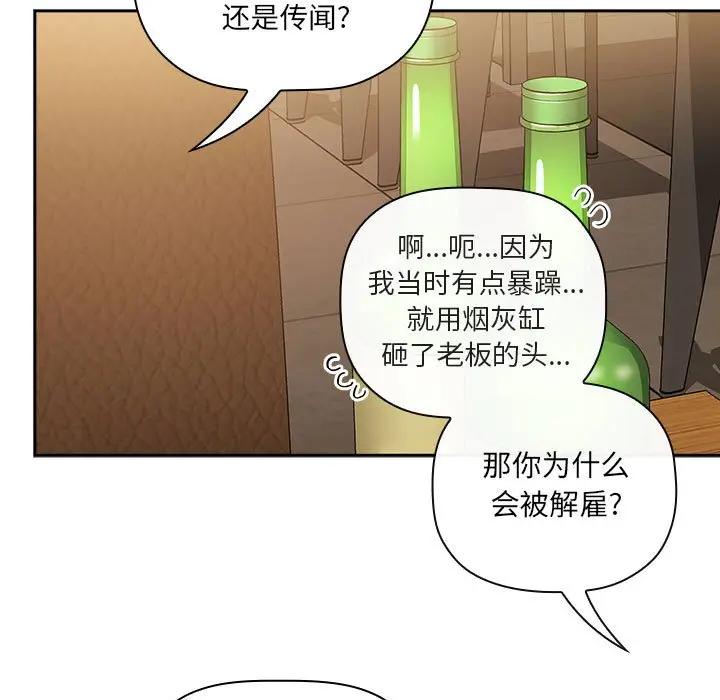 还是传闻?
啊...呃...因为
我当时有点暴躁...
就用烟灰缸
砸了老板的头...
那你为什么
会被解雇?